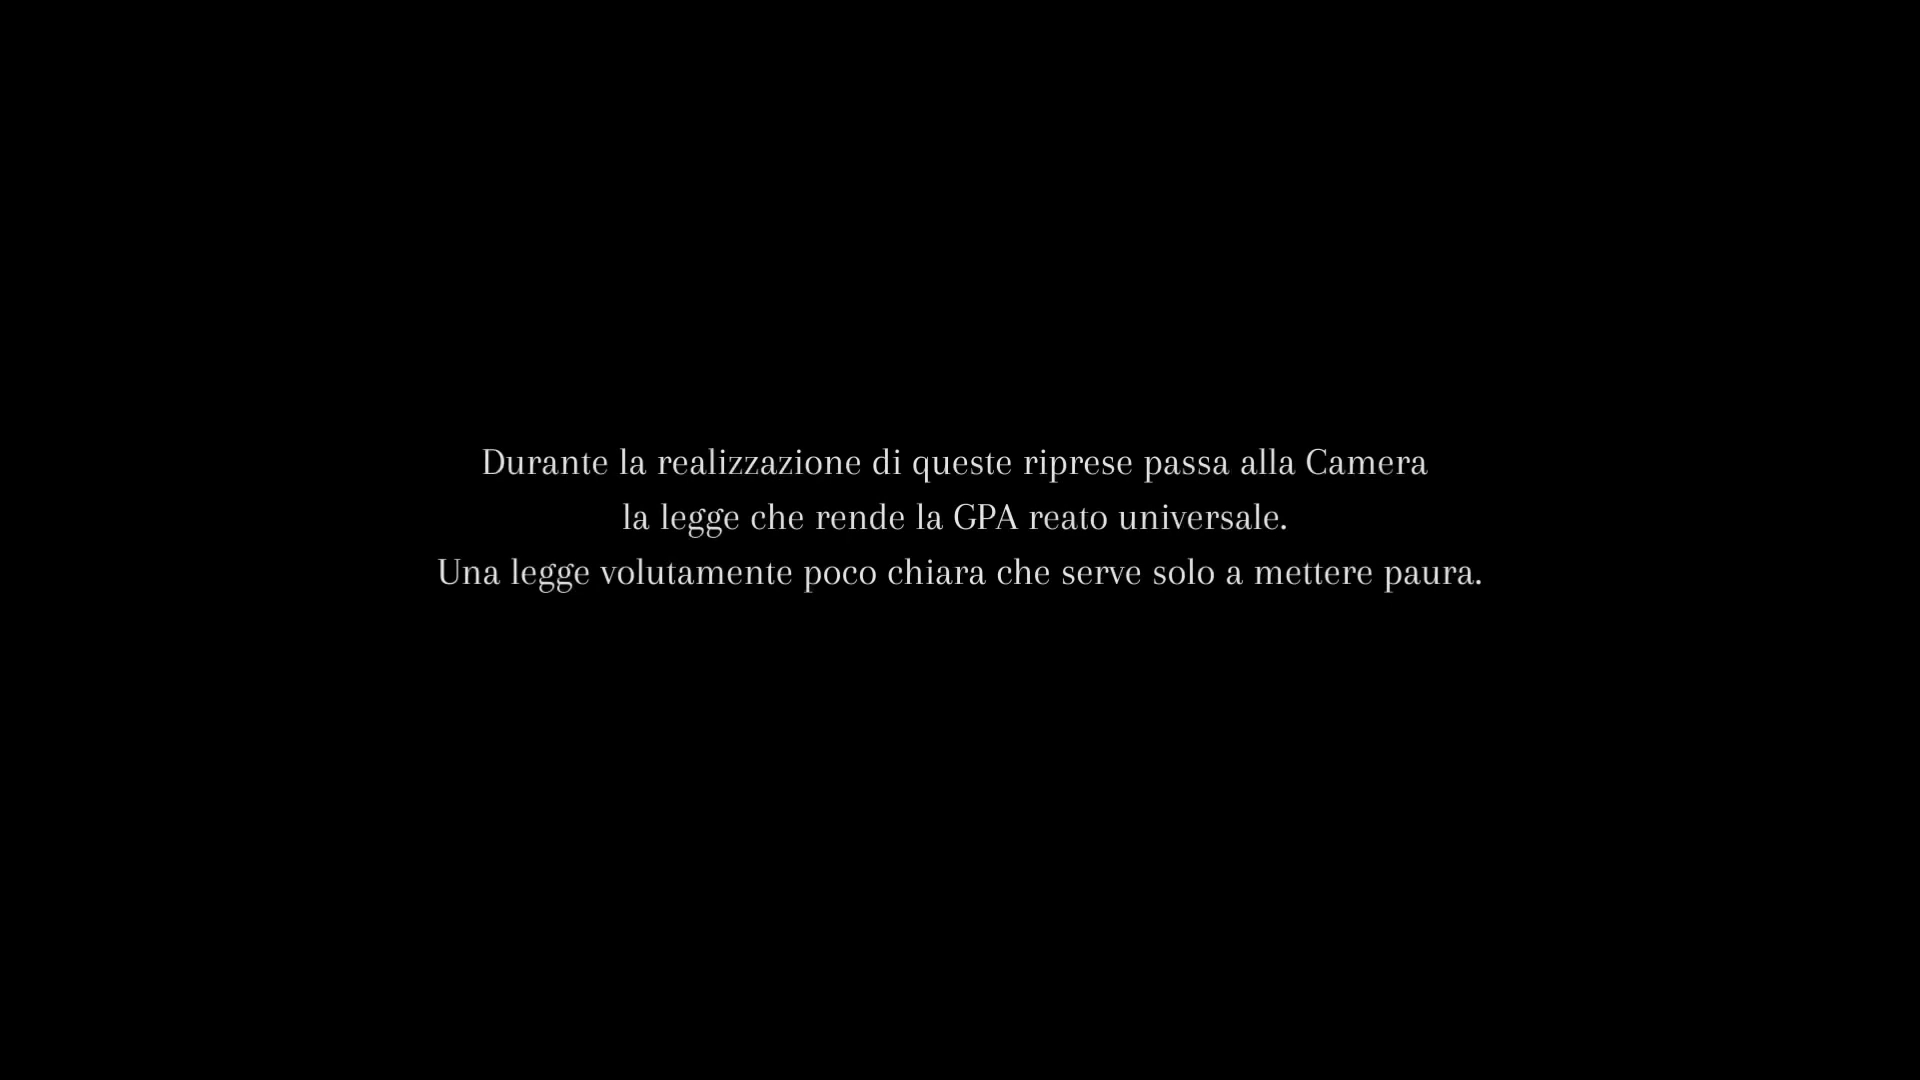 Durante la realizzazione di queste riprese passa alla Camera
la legge che rende la GPA reato universale.
Una legge volutamente poco chiara che serve solo a mettere paura.